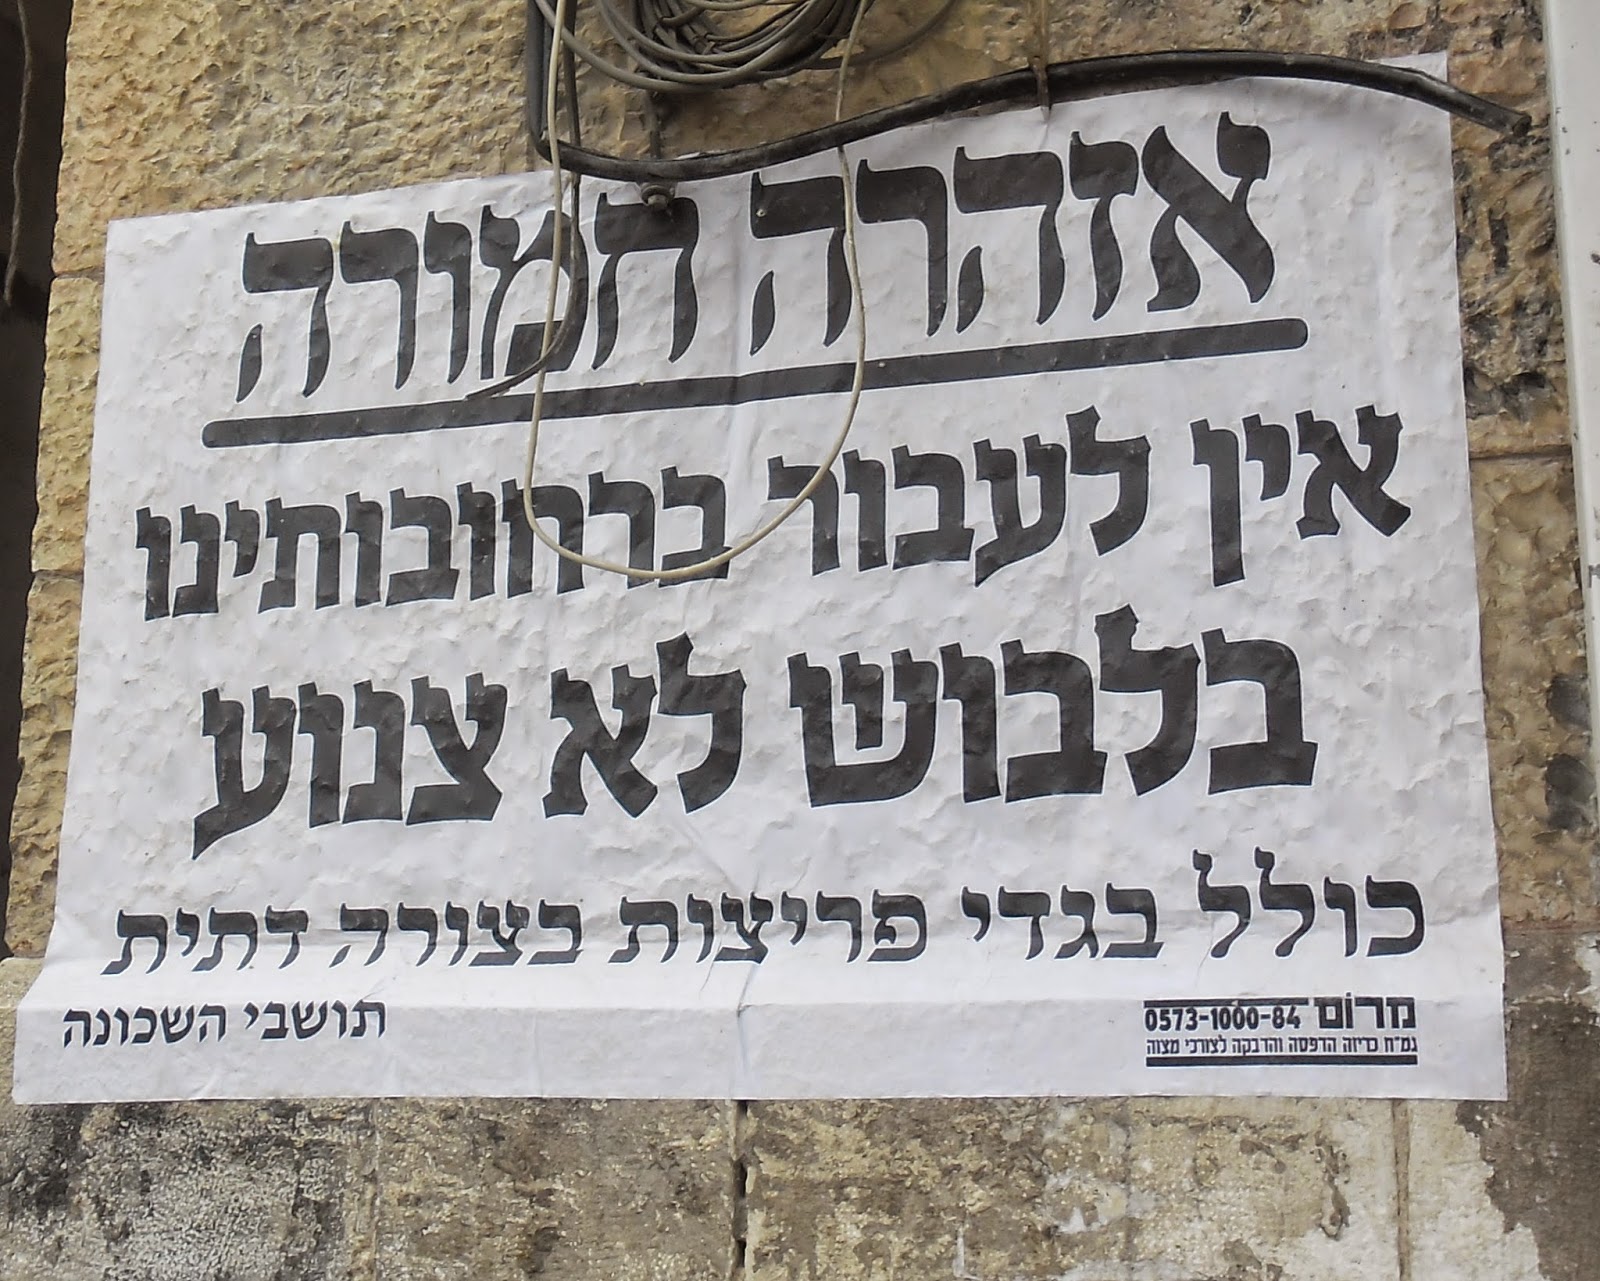 אזהרה חמורה
אין לעבור ברחובותינו
בלבוש לא צנוע
כולל בגדי פריצות בצורה דתית
תושבי השכונה
מרום 0573-1000-84
גמ"ח כריזה הדפסה והדבקה לצורכי מצוה